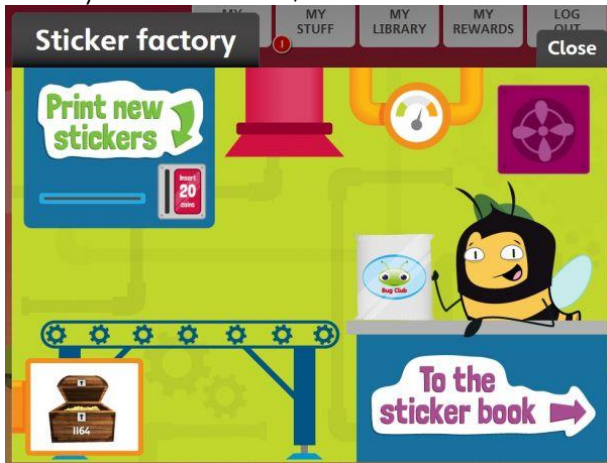 MY
MY
MY
MY
LOG
STUFF
LIBRARY
REWARDS
OUT
Sticker factory
Close
Print new
stickers
Insert
20
coins
Bug Club
1164
To the
sticker book